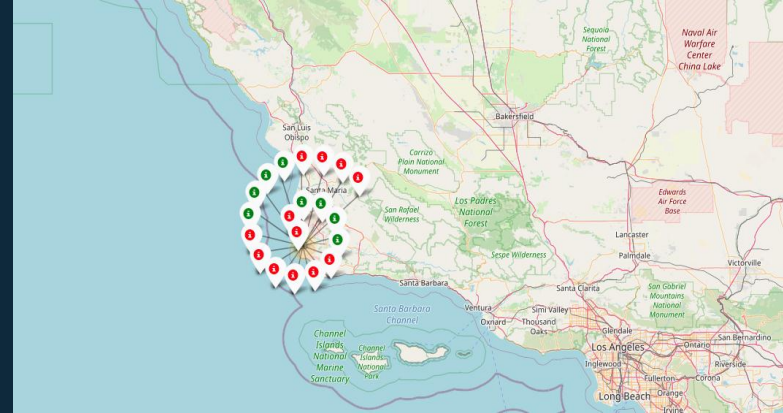 Sequoia
National
Forest
Naval Air
Warfare
Center
China Lake
Bakersfield
San Luis
Obispo
Carrizo
Plain National
Monument
Santa Maria
Los Padres
National
Forest
San Rafael
Wilderness
Edwards
Air Force
Base
Lancaster
Palmdale
Victorville
Sespe Wilderness
Santa Barbara
Santa Clarita
San Gabriel
Mountains
National
Monument
Santa Barbara
Channel
Ventura
Oxnard
Simi Valley
Thousand
Oaks
Glendale
San Bernardino
Los Angeles
Ontario
Inglewood
Riverside
Channel
Islands
National
Marine
Sanctuary
Channel
Islands
National
Park
Fullerton
Corona
Long Beach
Orange
Irvine